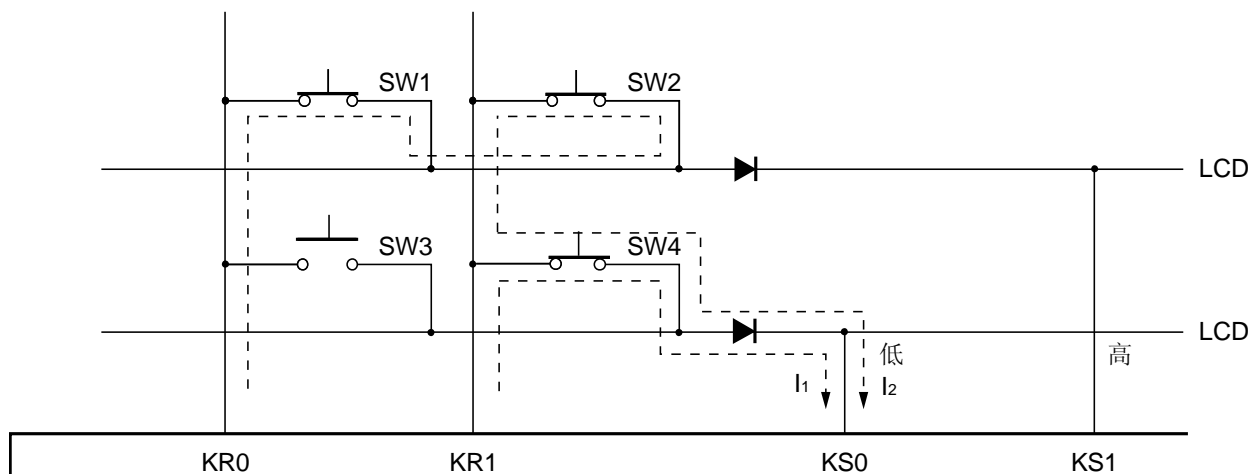 SW1
SW2
LCD
SW3
SW4
LCD
低
高
I1
I2
KR0
KR1
KS0
KS1